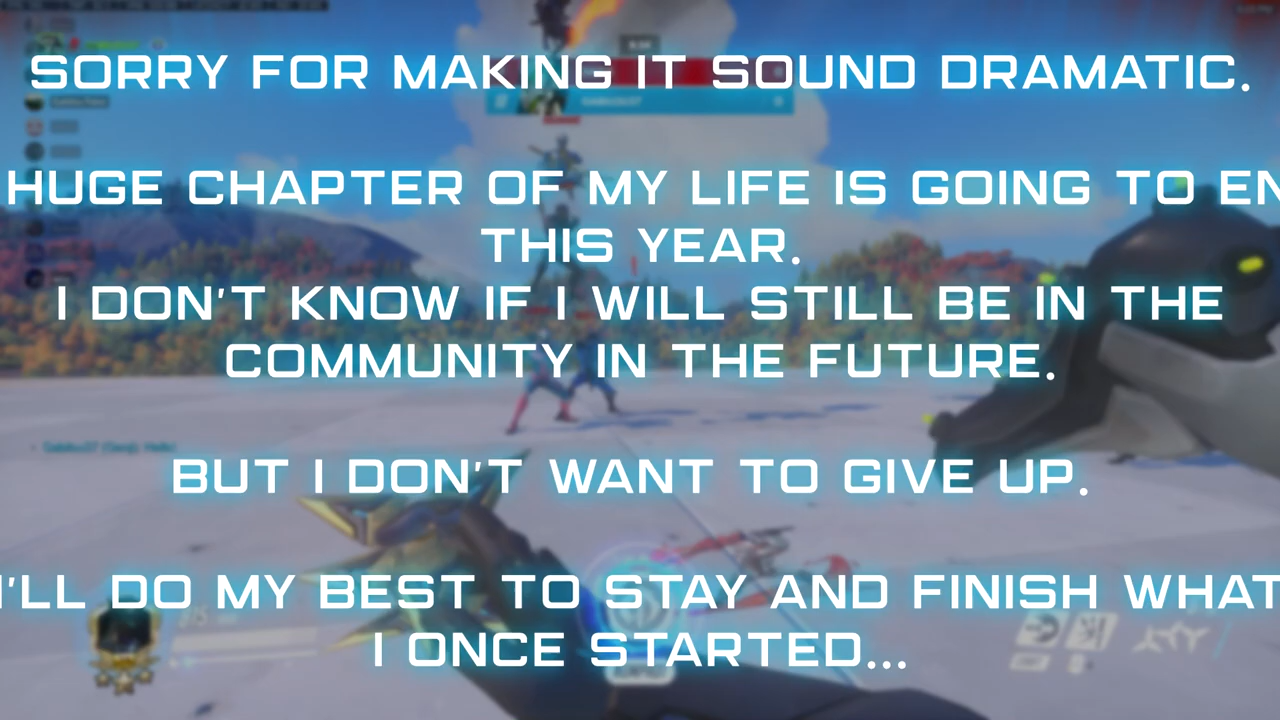 SORRY FOR MAKING IT SOUND DRAMATIC.
HUGE CHAPTER OF MY LIFE IS GOING TO EN
THIS YEAR.
I DON'T KNOW IF I WILL STILL BE IN THE
COMMUNITY IN THE FUTURE.
BUT I DON'T WANT TO GIVE UP.
I'LL DO MY BEST TO STAY AND FINISH WHAT
I ONCE STARTED...